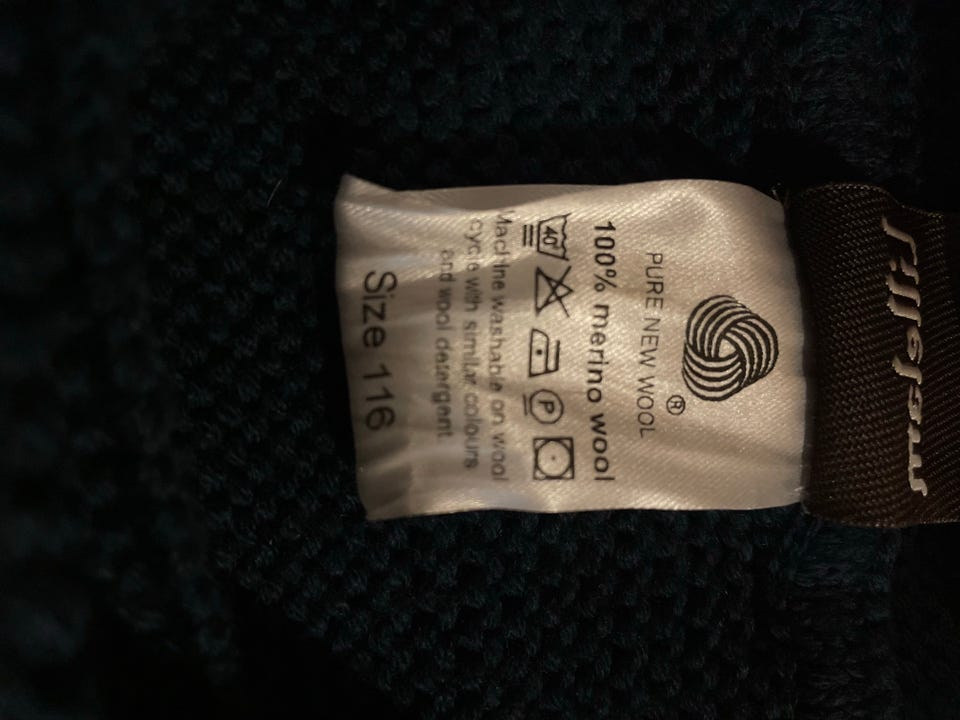 PURE NEW WOOL ®
100% merino wool
40° P
Machine washable on wool
cycle with similar colours
and wool detergent
Size 116